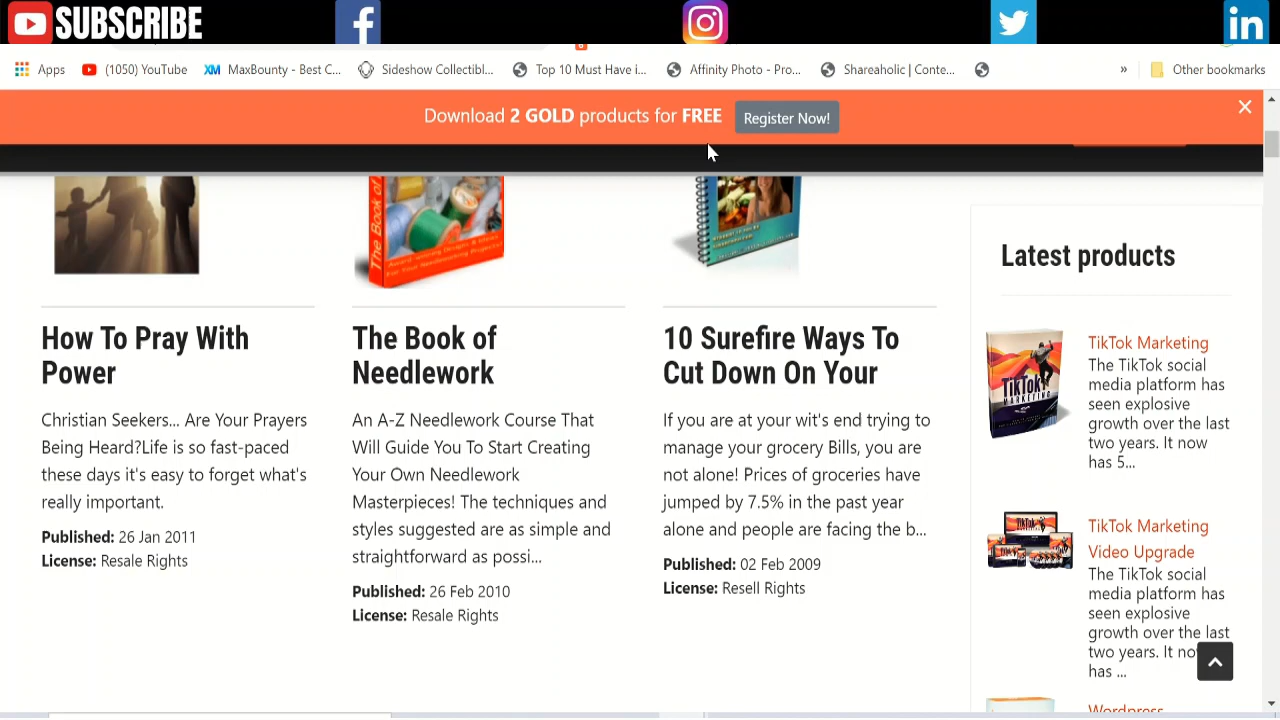 SUBSCRIBE
Apps
(1050) YouTube
XM MaxBounty - Best C...
Sideshow Collectibl...
Top 10 Must Have i...
Affinity Photo - Pro...
Shareaholic | Conte...
»
Other bookmarks
Download 2 GOLD products for FREE
Register Now!
The Book of
How To Pray With
Power
Christian Seekers... Are Your Prayers
Being Heard?Life is so fast-paced
these days it's easy to forget what's
really important.
Published: 26 Jan 2011
License: Resale Rights
The Book of
Needlework
An A-Z Needlework Course That
Will Guide You To Start Creating
Your Own Needlework
Masterpieces! The techniques and
styles suggested are as simple and
straightforward as possi...
Published: 26 Feb 2010
License: Resale Rights
10 Surefire Ways To
Cut Down On Your
If you are at your wit's end trying to
manage your grocery Bills, you are
not alone! Prices of groceries have
jumped by 7.5% in the past year
alone and people are facing the b...
Published: 02 Feb 2009
License: Resell Rights
Latest products
TIKTOK
MARKETING
TikTok Marketing
The TikTok social
media platform has
seen explosive
growth over the last
two years. It now
has 5...
TikTok Marketing
Video Upgrade
The TikTok social
media platform has
seen explosive
growth over the last
two years. It no
has ...
Wordpress